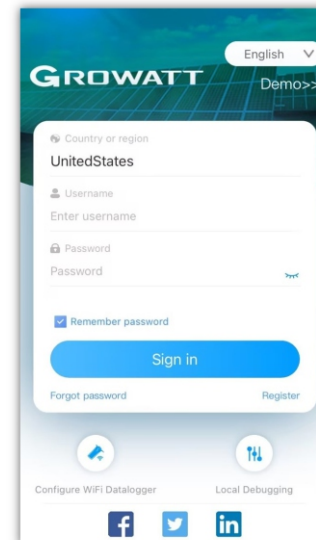 English
GROWATT
Demo>>
Country or region
UnitedStates
Username
Enter username
Password
Password
Remember password
Sign in
Forgot password Register
Configure WiFi Datalogger Local Debugging
f in